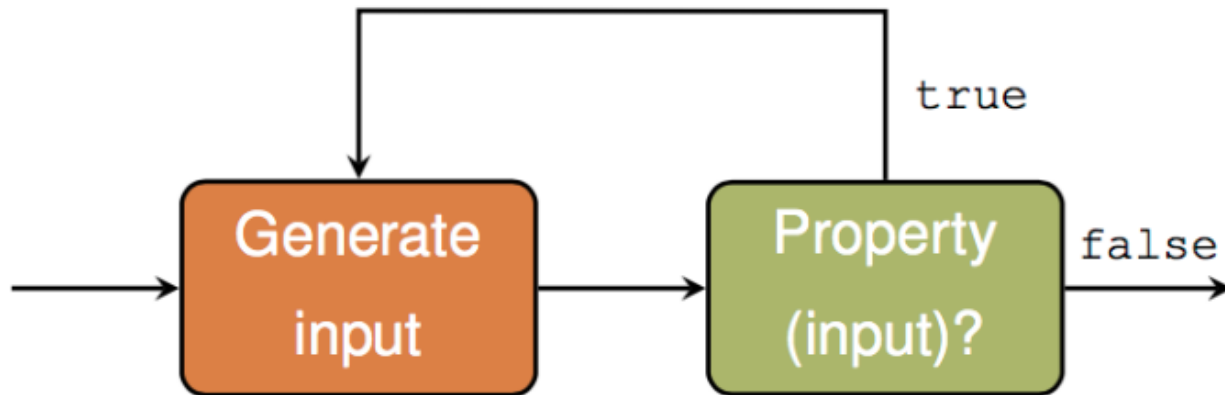 true
Generate
input
Property
(input)?
false